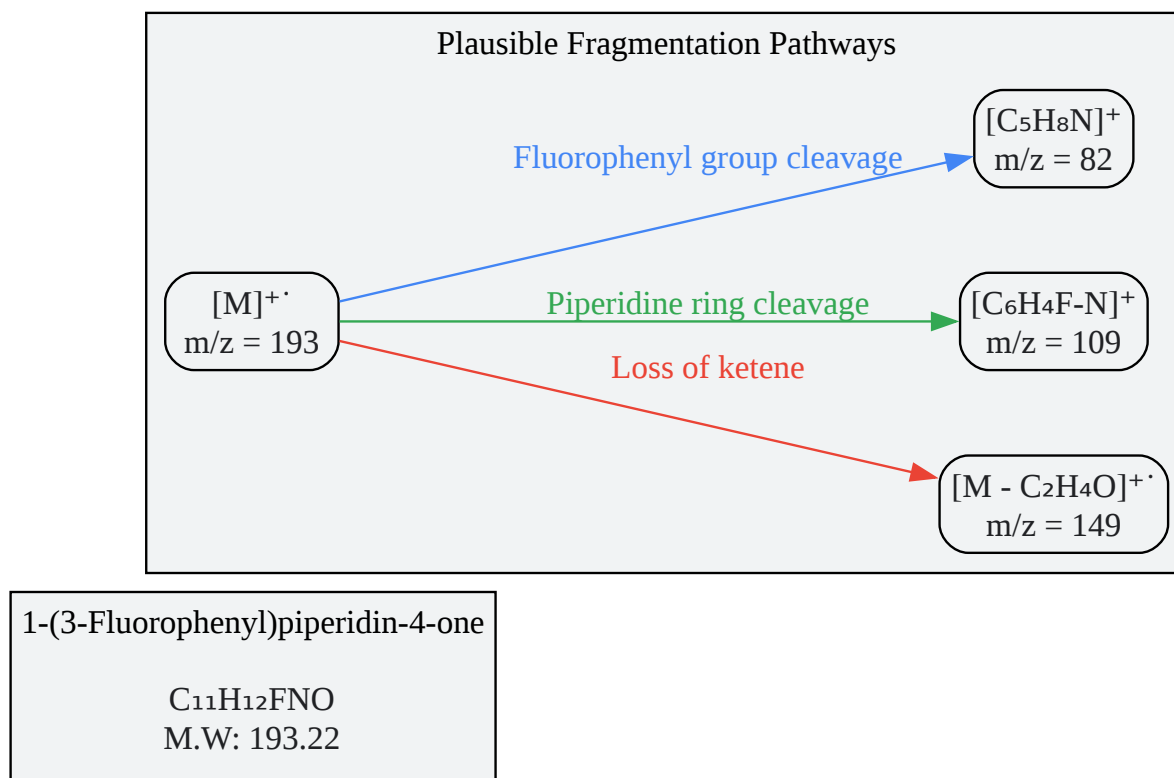 Plausible Fragmentation Pathways
[C₅H₈N]⁺
m/z = 82
Fluorophenyl group cleavage
[M]⁺˙
m/z = 193
Piperidine ring cleavage
[C₆H₄F-N]⁺
m/z = 109
Loss of ketene
[M - C₂H₄O]⁺˙
m/z = 149
1-(3-Fluorophenyl)piperidin-4-one
C₁₁H₁₂FNO
M.W: 193.22